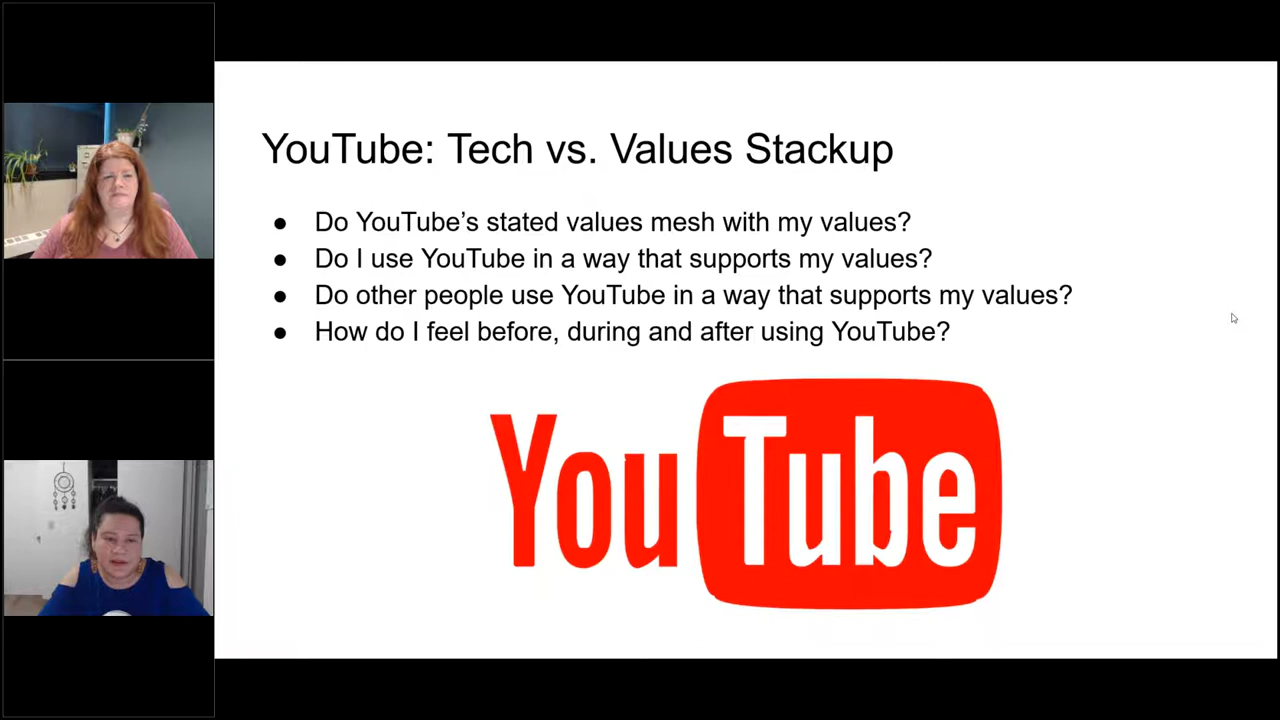 YouTube: Tech vs. Values Stackup
● Do YouTube’s stated values mesh with my values?
● Do I use YouTube in a way that supports my values?
● Do other people use YouTube in a way that supports my values?
● How do I feel before, during and after using YouTube?
YouTube